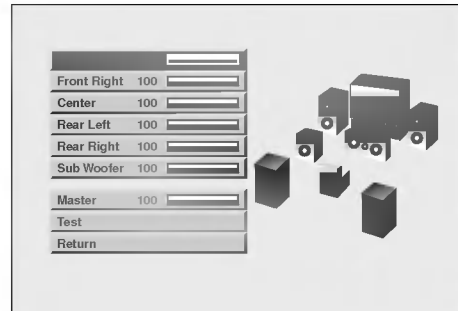 Front Right 100
Center 100
Rear Left 100
Rear Right 100
Sub Woofer 100
Master 100
Test
Return